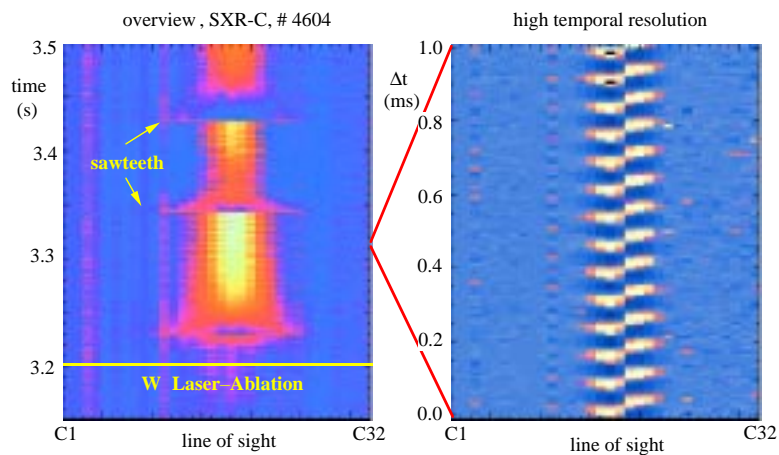 overview , SXR-C, # 4604
high temporal resolution
3.5
time
(s)
3.4
3.3
3.2
sawteeth
W Laser–Ablation
C1
line of sight
C32
Δt
(ms)
1.0
0.8
0.6
0.4
0.2
0.0
C1
line of sight
C32